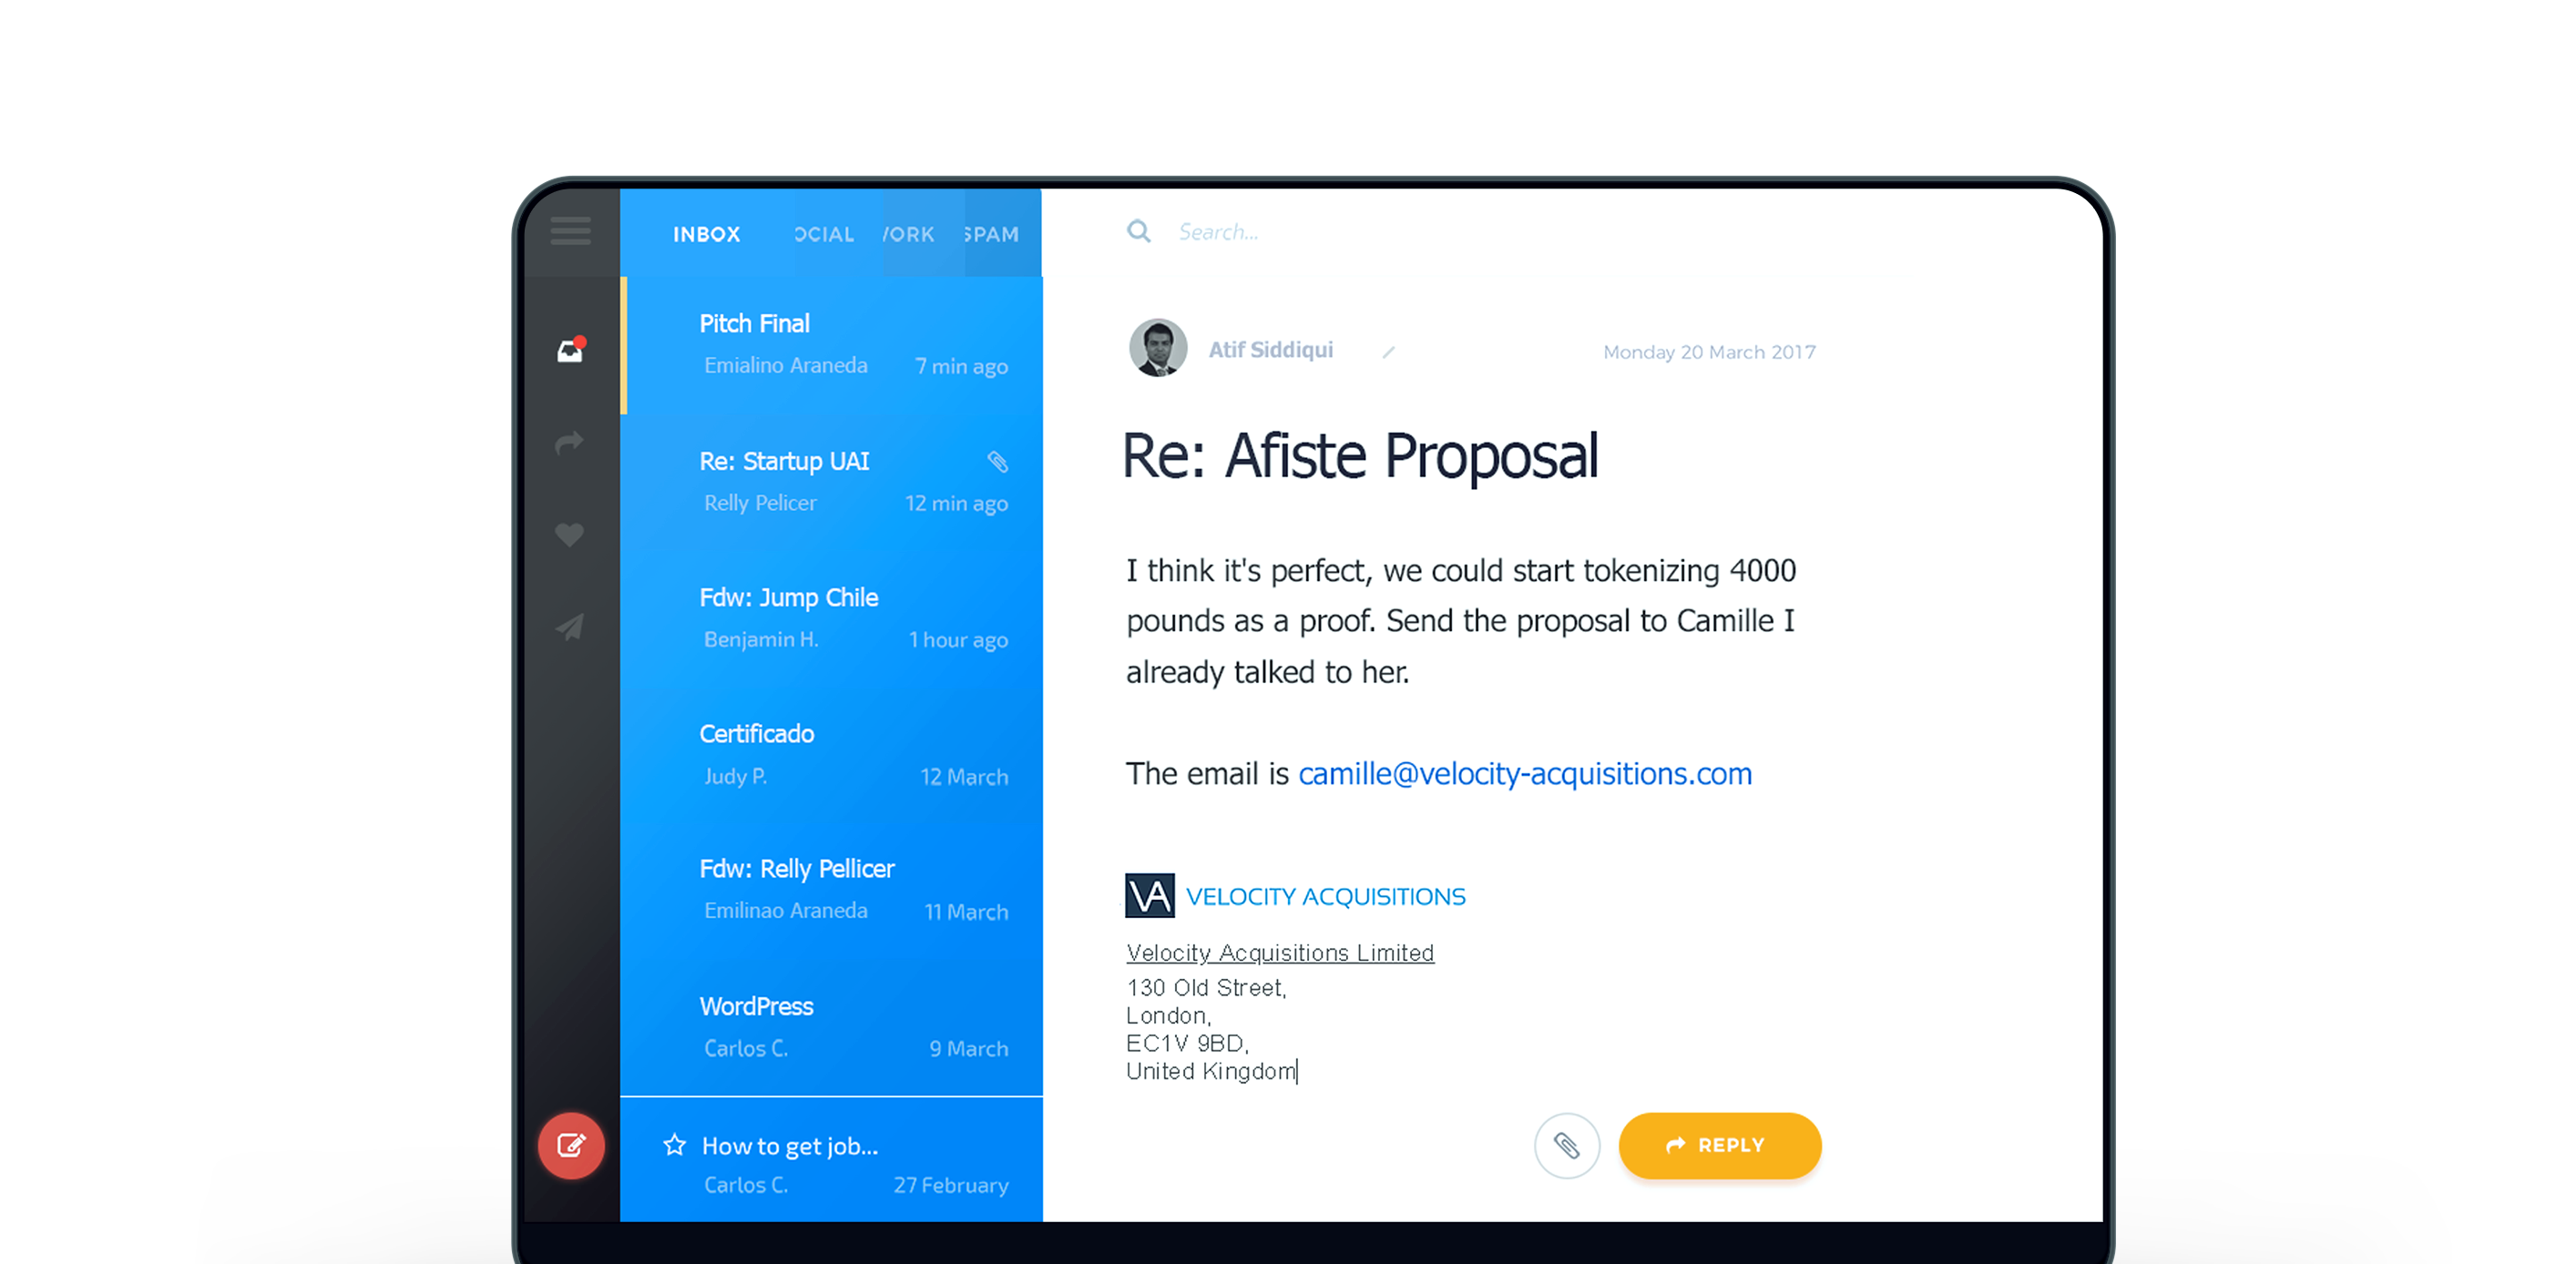 INBOX
OCIAL
ORK
SPAM
Pitch Final
Emialino Araneda
7 min ago
Re: Startup UAI
Relly Pelicer
12 min ago
Fdw: Jump Chile
Benjamin H.
1 hour ago
Certificado
Judy P.
12 March
Fdw: Relly Pellicer
Emilinao Araneda
11 March
WordPress
Carlos C.
9 March
How to get job...
Carlos C.
27 February
Search...
Atif Siddiqui
Monday 20 March 2017
Re: Afiste Proposal
I think it's perfect, we could start tokenizing 4000
pounds as a proof. Send the proposal to Camille I
already talked to her.
The email is camille@velocity-acquisitions.com
VA VELOCITY ACQUISITIONS
Velocity Acquisitions Limited
130 Old Street,
London,
EC1V 9BD,
United Kingdom
REPLY